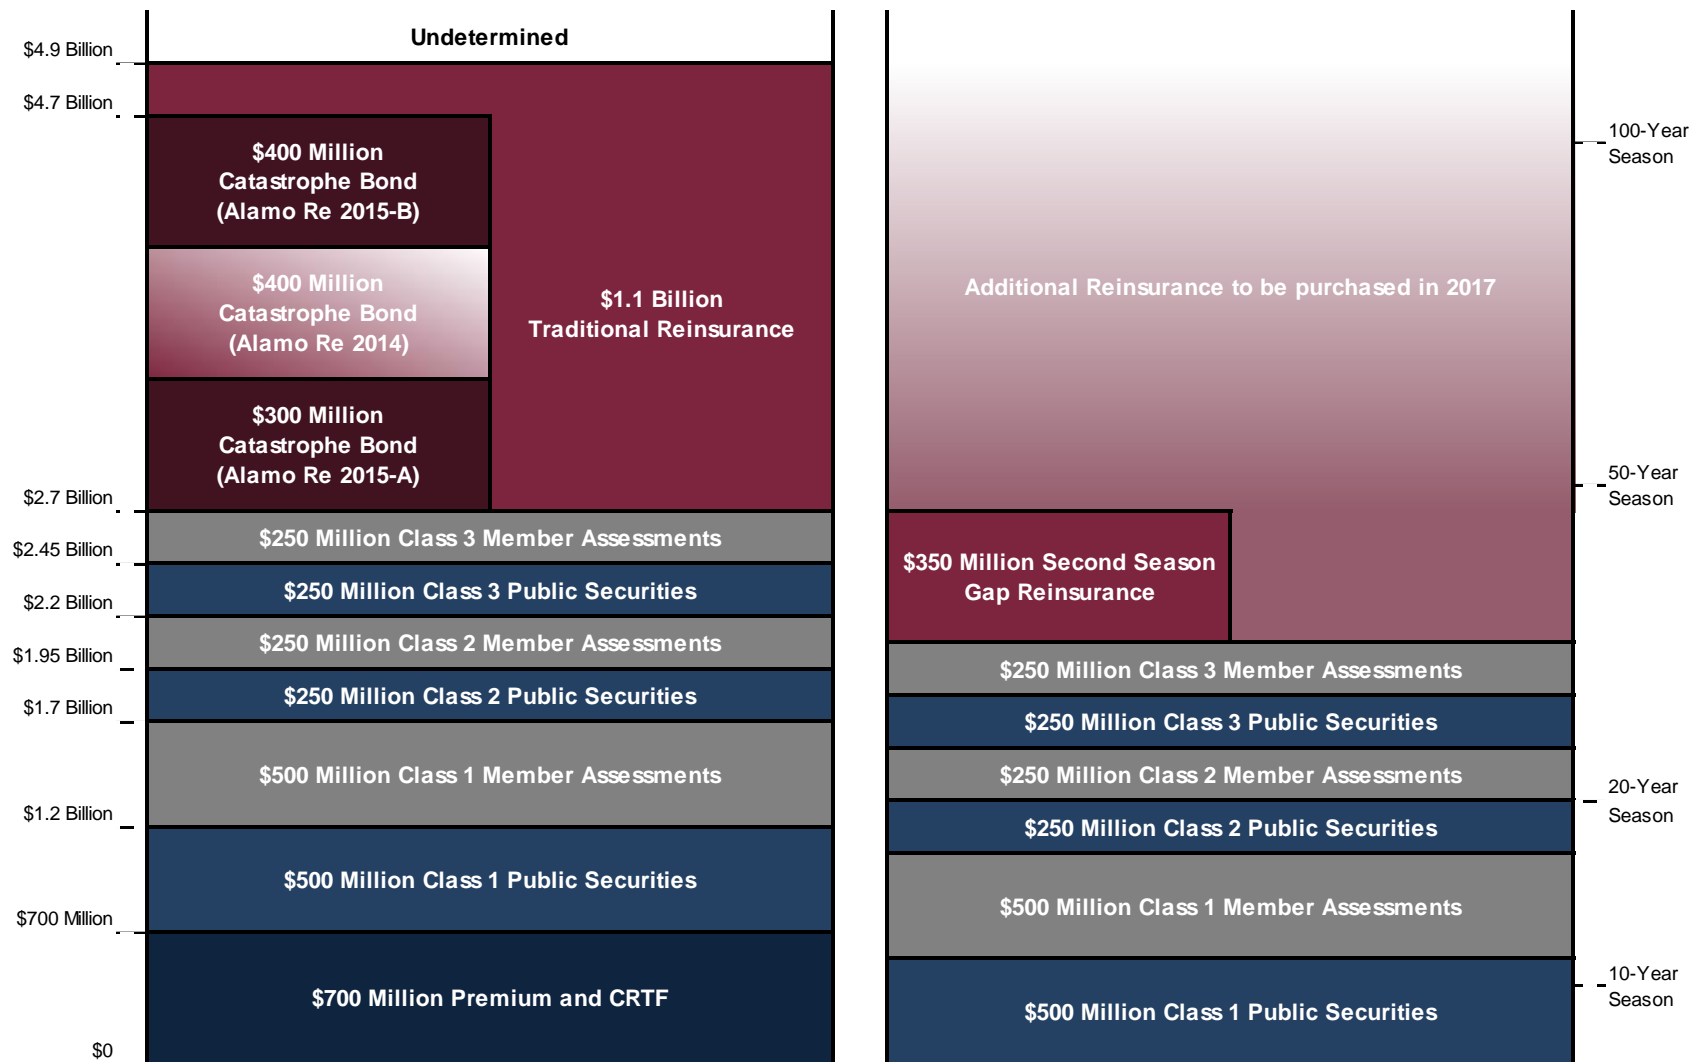 Undetermined
$4.9 Billion
$4.7 Billion
$400 Million
Catastrophe Bond
(Alamo Re 2015-B)
$400 Million
Catastrophe Bond
(Alamo Re 2014)
$1.1 Billion
Traditional Reinsurance
$300 Million
Catastrophe Bond
(Alamo Re 2015-A)
$2.7 Billion
$250 Million Class 3 Member Assessments
$2.45 Billion
$250 Million Class 3 Public Securities
$2.2 Billion
$250 Million Class 2 Member Assessments
$1.95 Billion
$250 Million Class 2 Public Securities
$1.7 Billion
$500 Million Class 1 Member Assessments
$1.2 Billion
$500 Million Class 1 Public Securities
$700 Million
$700 Million Premium and CRTF
$0
100-Year
Season
Additional Reinsurance to be purchased in 2017
50-Year
Season
$350 Million Second Season
Gap Reinsurance
$250 Million Class 3 Member Assessments
$250 Million Class 3 Public Securities
$250 Million Class 2 Member Assessments
20-Year
Season
$250 Million Class 2 Public Securities
$500 Million Class 1 Member Assessments
10-Year
Season
$500 Million Class 1 Public Securities